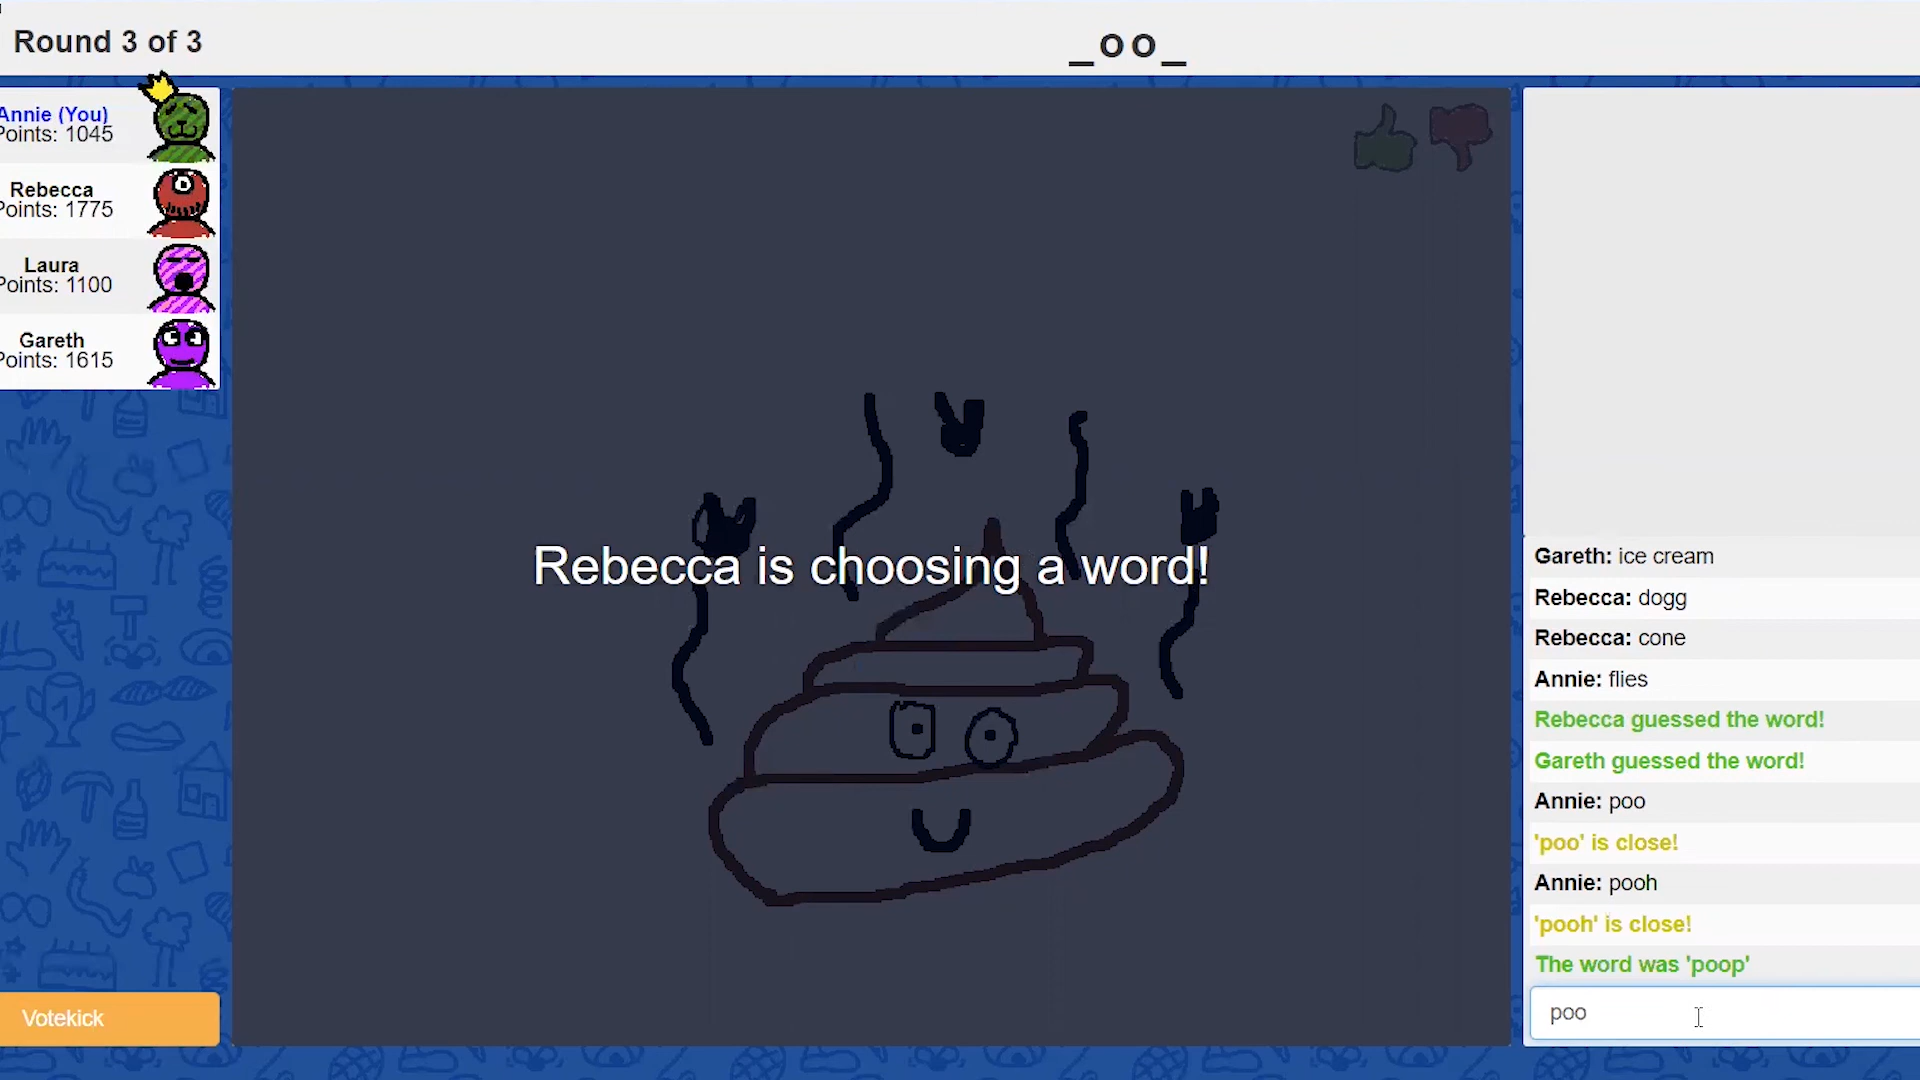 Round 3 of 3
_oo_
Annie (You)
Points: 1045
Rebecca
Points: 1775
Laura
Points: 1100
Gareth
Points: 1615
Rebecca is choosing a word!
Gareth: ice cream
Rebecca: dogg
Rebecca: cone
Annie: flies
Rebecca guessed the word!
Gareth guessed the word!
Annie: poo
'poo' is close!
Annie: pooh
'pooh' is close!
The word was 'poop'
poo
Votekick